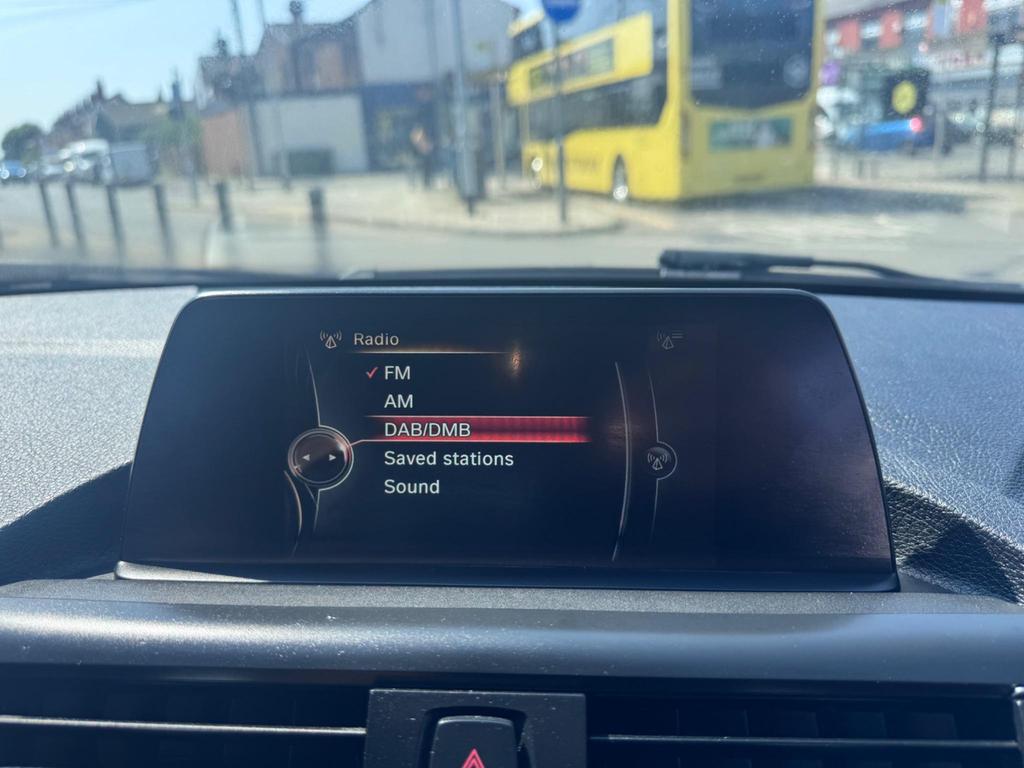 Radio
FM
AM
DAB/DMB
Saved stations
Sound